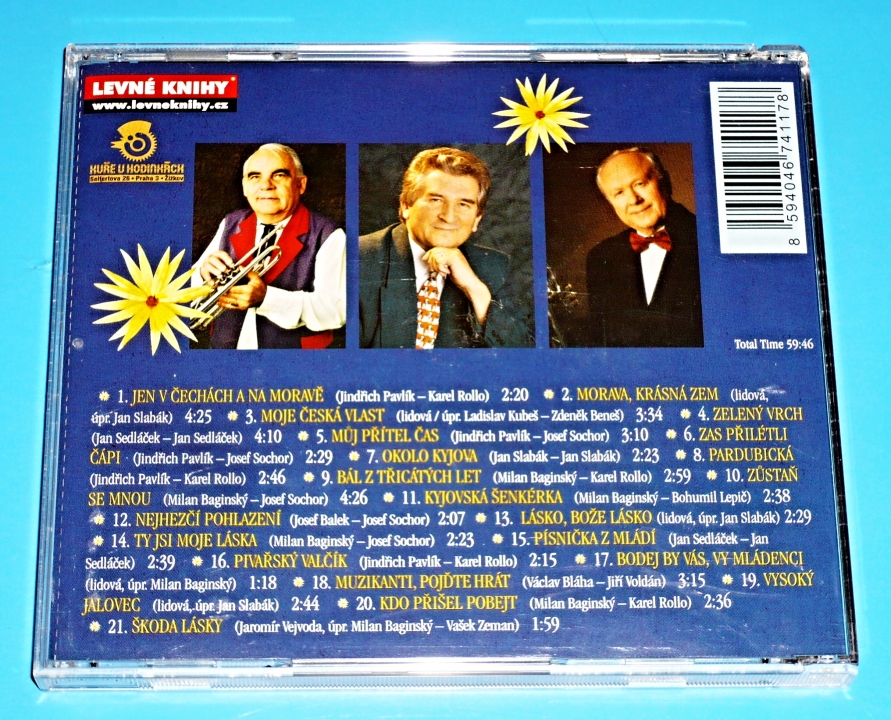 LEVNÉ KNIHY
www.levneknihy.cz
KUŘE V HODINKÁCH
Seifertova 26 • Praha 3 • Žižkov
8 594046 741178
Total Time 59:46
1. JEN V ČECHÁCH A NA MORAVĚ (Jindřich Pavlík – Karel Rollo) 2:20 2. MORAVA, KRÁSNÁ ZEM (lidová,
úpr. Jan Slabák) 4:25 3. MOJE ČESKÁ VLAST (lidová / úpr. Ladislav Kubeš – Zdeněk Beneš) 3:34 4. ZELENÝ VRCH
(Jan Sedláček – Jan Sedláček) 4:10 5. MŮJ PŘÍTEL ČAS (Jindřich Pavlík – Josef Sochor) 3:10 6. ZAS PŘILÉTLI
ČÁPI (Jindřich Pavlík – Josef Sochor) 2:29 7. OKOLO KYJOVA (Jan Slabák – Jan Slabák) 2:23 8. PARDUBICKÁ
(Jindřich Pavlík – Karel Rollo) 2:46 9. BÁL Z TŘICÁTÝCH LET (Milan Baginský – Karel Rollo) 2:59 10. ZŮSTAŇ
SE MNOU (Milan Baginský – Josef Sochor) 4:26 11. KYJOVSKÁ ŠENKÉRKA (Milan Baginský – Bohumil Lepič) 2:38
12. NEJHEZČÍ POHLAZENÍ (Josef Balek – Josef Sochor) 2:07 13. LÁSKO, BOŽE LÁSKO (lidová, úpr. Jan Slabák) 2:29
14. TY JSI MOJE LÁSKA (Milan Baginský – Josef Sochor) 2:23 15. PÍSNIČKA Z MLÁDÍ (Jan Sedláček – Jan
Sedláček) 2:39 16. PIVAŘSKÝ VALČÍK (Jindřich Pavlík – Karel Rollo) 2:15 17. BODEJ BY VÁS, VY MLÁDENCI
(lidová, úpr. Milan Baginský) 1:18 18. MUZIKANTI, POJĎTE HRÁT (Václav Bláha – Jiří Voldán) 3:15 19. VYSOKÝ
JALOVEC (lidová, úpr. Jan Slabák) 2:44 20. KDO PŘIŠEL POBEJT (Milan Baginský – Karel Rollo) 2:36
21. ŠKODA LÁSKY (Jaromír Vejvoda, úpr. Milan Baginský – Vašek Zeman) 1:59